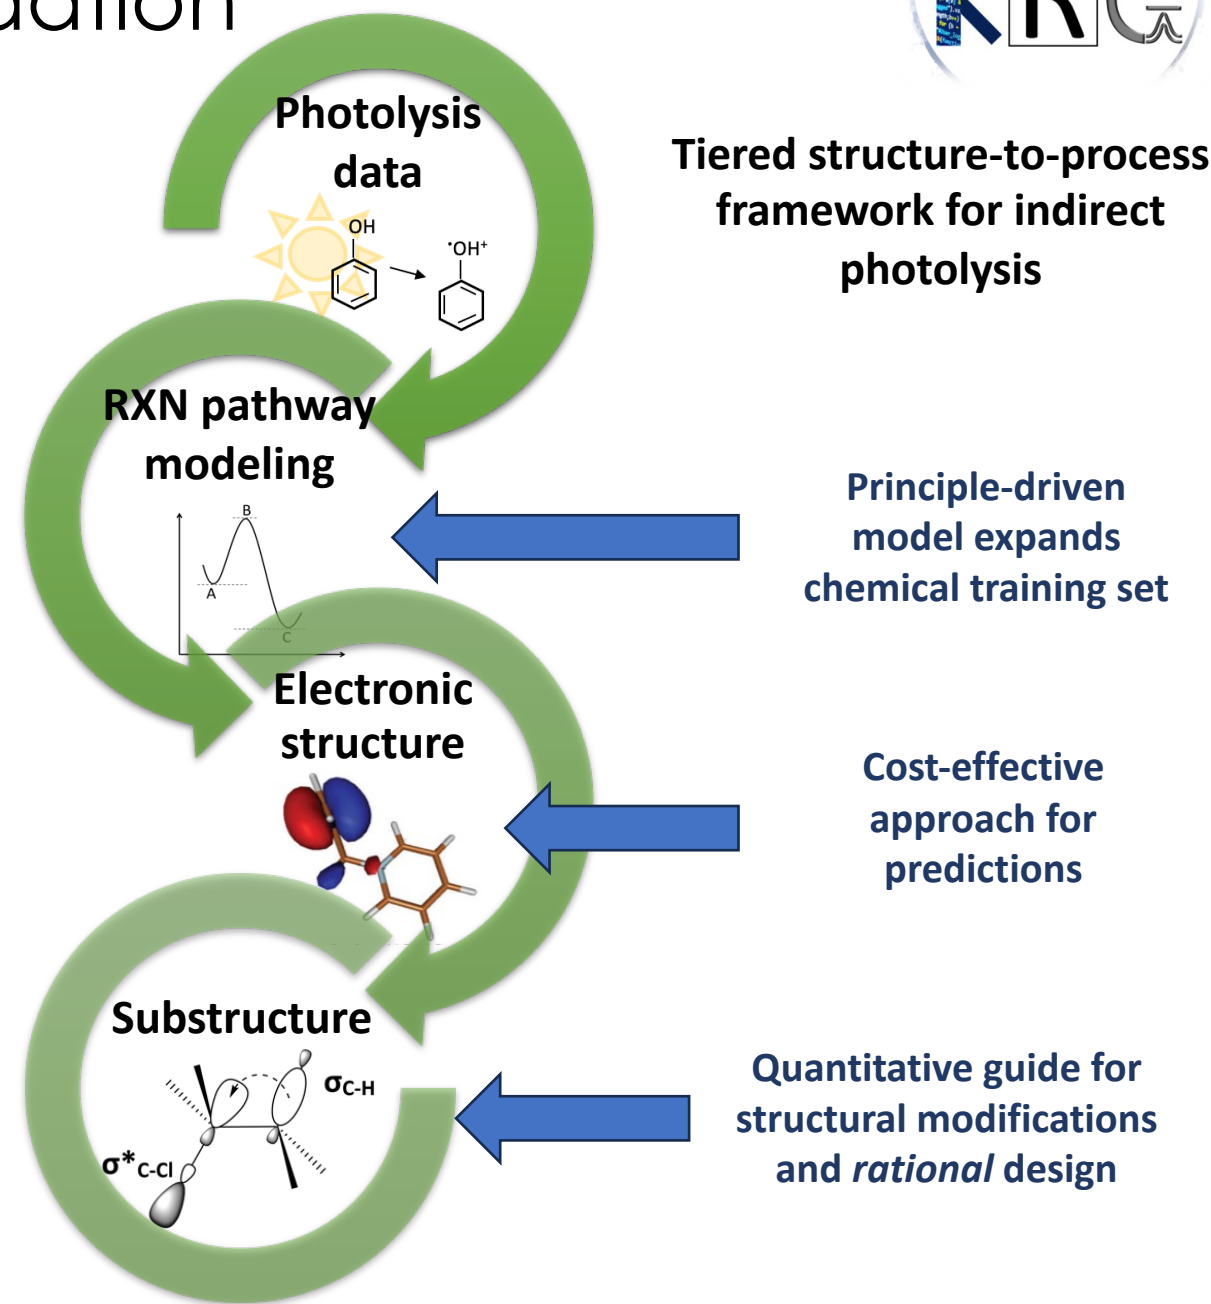 Photolysis
data
OH
•OH⁺
Tiered structure-to-process
framework for indirect
photolysis
RXN pathway
modeling
B
A
C
Principle-driven
model expands
chemical training set
Electronic
structure
Cost-effective
approach for
predictions
Substructure
σC-H
σ*C-Cl
Quantitative guide for
structural modifications
and rational design